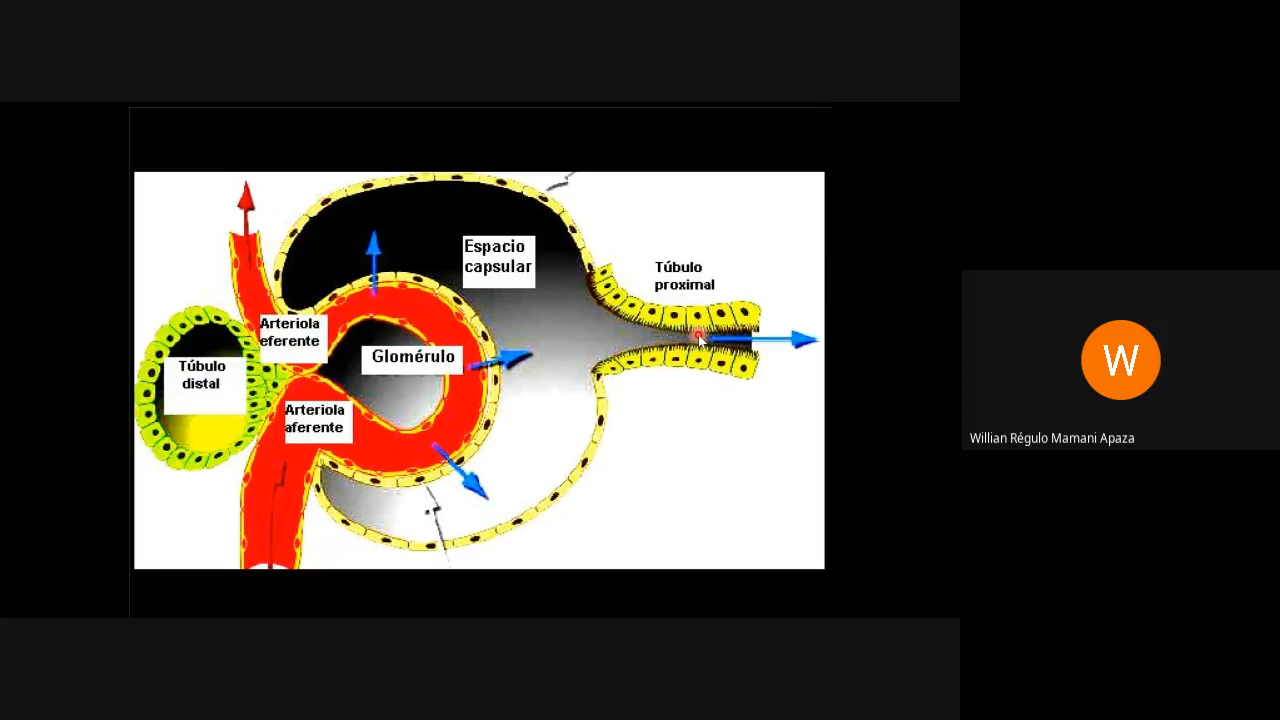 Espacio
capsular
Túbulo
proximal
Arteriola
eferente
Glomérulo
Túbulo
distal
Arteriola
aferente
W
Willian Régulo Mamani Apaza